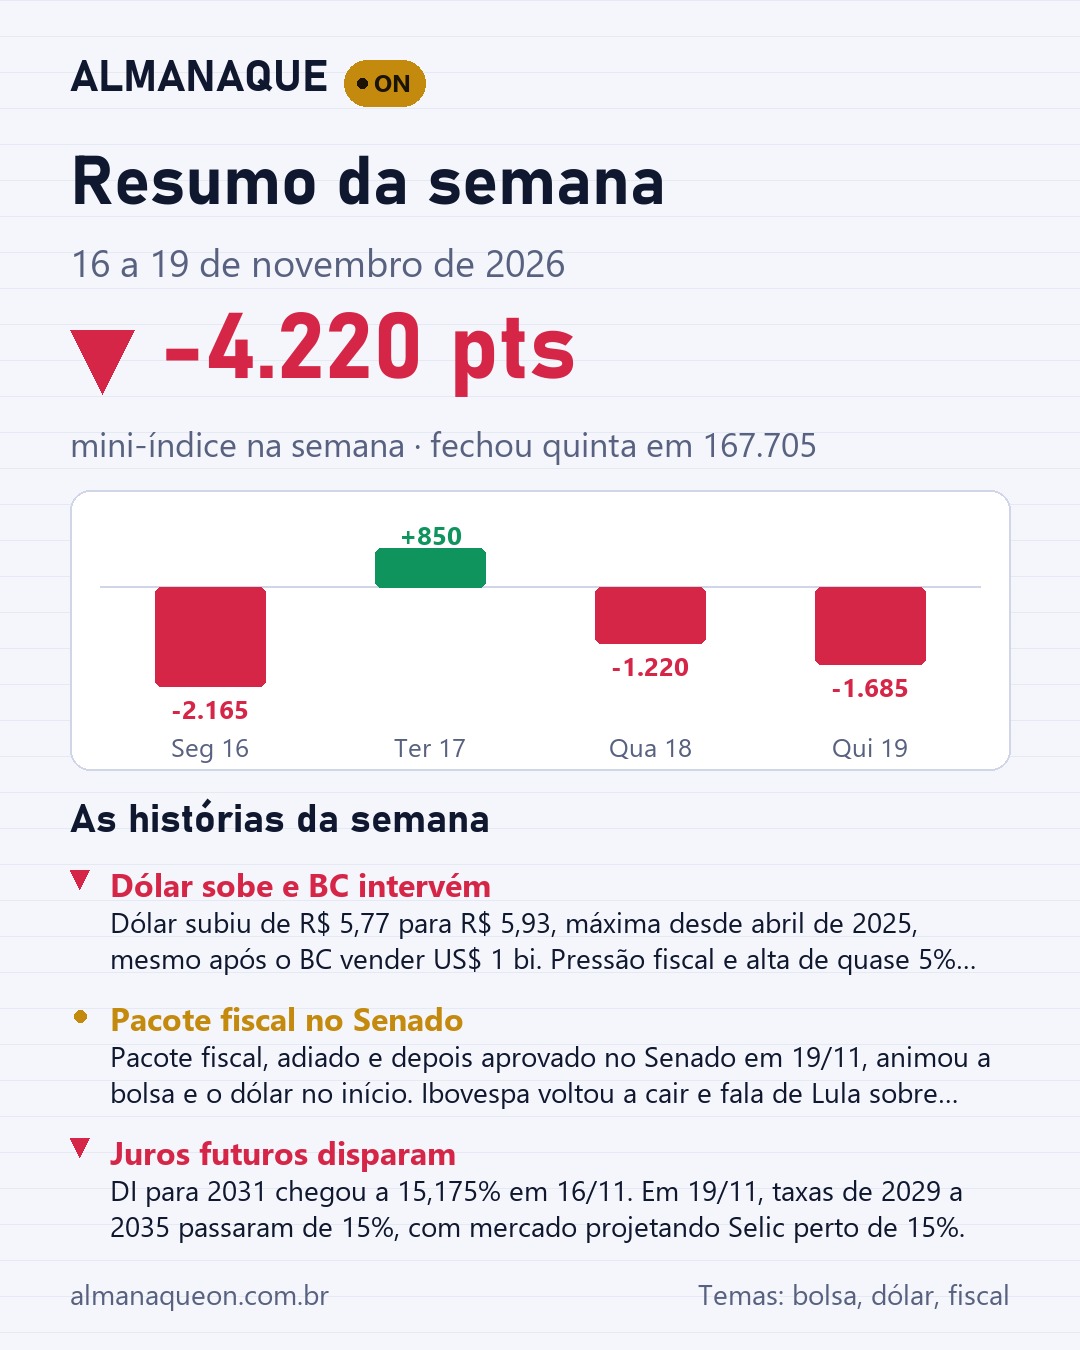 ALMANAQUE ON
Resumo da semana
16 a 19 de novembro de 2026
-4.220 pts
mini-índice na semana · fechou quinta em 167.705
+850
-1.220
-1.685
-2.165
Seg 16 Ter 17 Qua 18 Qui 19
As histórias da semana
Dólar sobe e BC intervém
Dólar subiu de R$ 5,77 para R$ 5,93, máxima desde abril de 2025,
mesmo após o BC vender US$ 1 bi. Pressão fiscal e alta de quase 5%...
Pacote fiscal no Senado
Pacote fiscal, adiado e depois aprovado no Senado em 19/11, animou a
bolsa e o dólar no início. Ibovespa voltou a cair e fala de Lula sobre...
Juros futuros disparam
DI para 2031 chegou a 15,175% em 16/11. Em 19/11, taxas de 2029 a
2035 passaram de 15%, com mercado projetando Selic perto de 15%.
almanaqueon.com.br
Temas: bolsa, dólar, fiscal